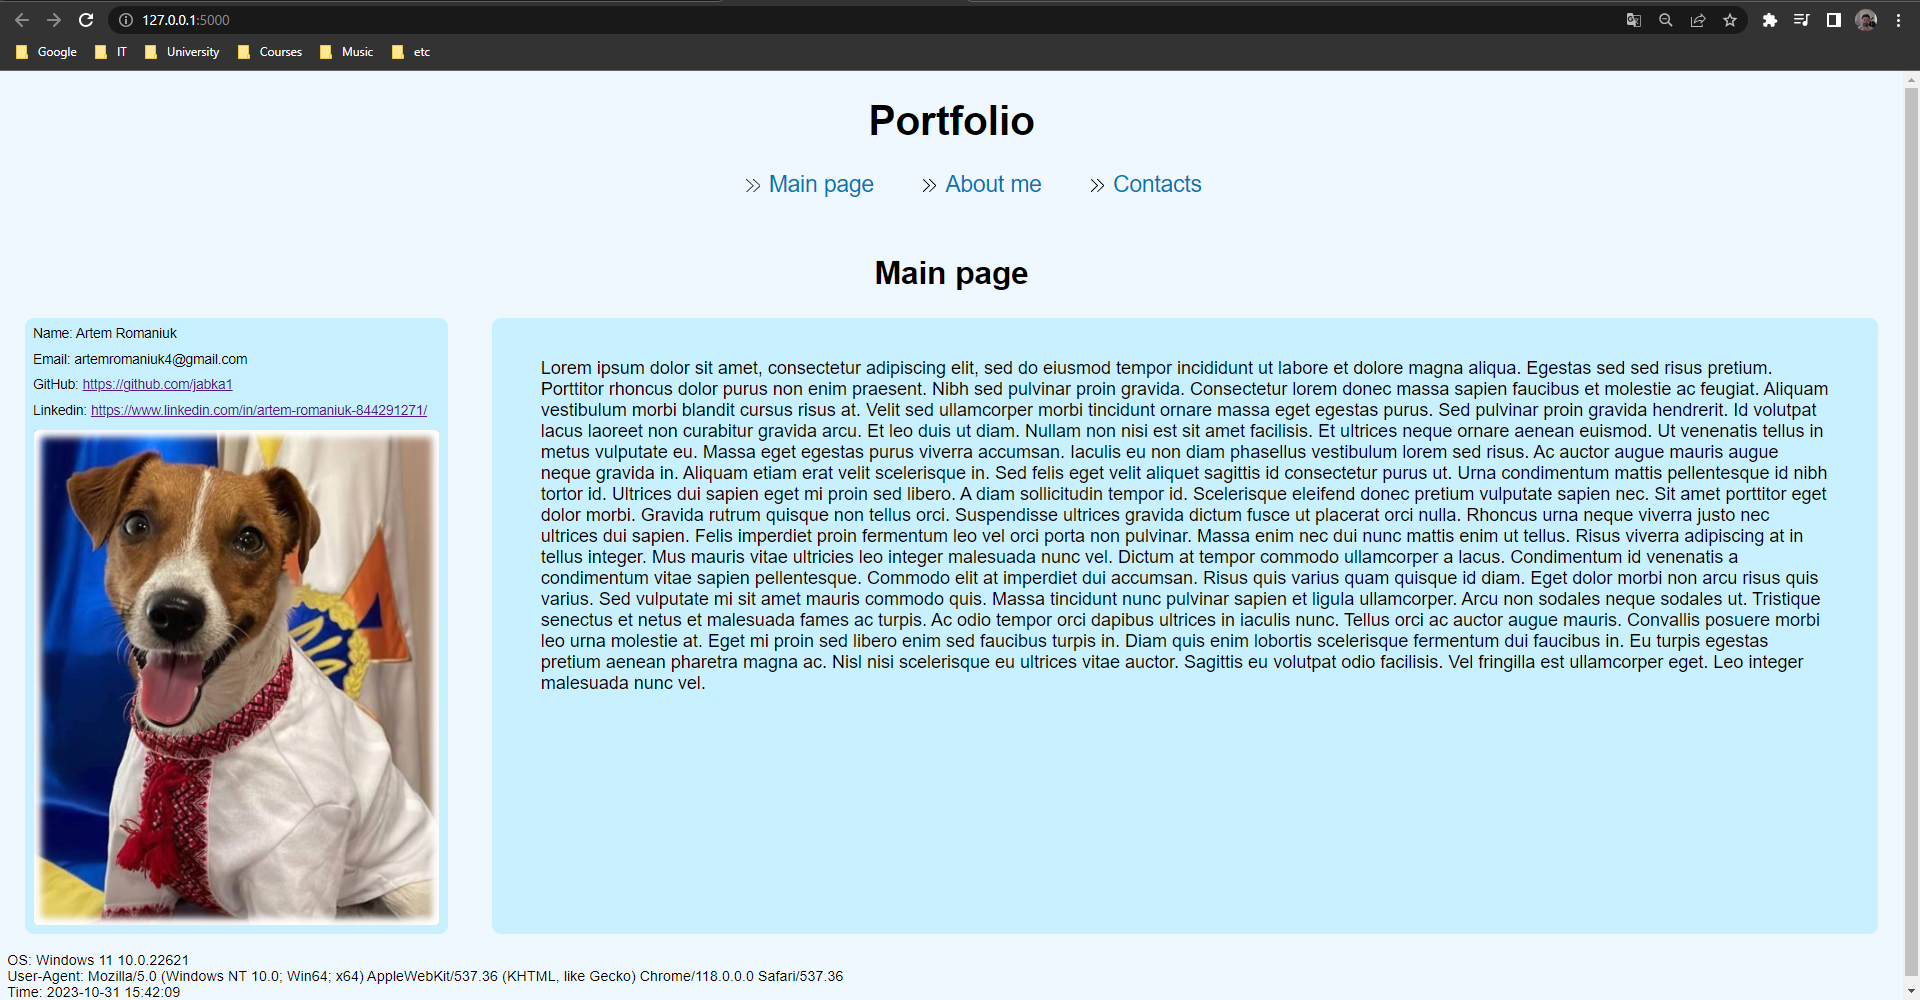 127.0.0.1:5000
Google IT University Courses Music etc
Portfolio
Main page About me Contacts
Main page
Name: Artem Romaniuk
Email: artemromaniuk4@gmail.com
GitHub: https://github.com/jabka1
Linkedin: https://www.linkedin.com/in/artem-romaniuk-844291271/
Lorem ipsum dolor sit amet, consectetur adipiscing elit, sed do eiusmod tempor incididunt ut labore et dolore magna aliqua. Egestas sed sed risus pretium.
Porttitor rhoncus dolor purus non enim praesent. Nibh sed pulvinar proin gravida. Consectetur lorem donec massa sapien faucibus et molestie ac feugiat. Aliquam
vestibulum morbi blandit cursus risus at. Velit sed ullamcorper morbi tincidunt ornare massa eget egestas purus. Sed pulvinar proin gravida hendrerit. Id volutpat
lacus laoreet non curabitur gravida arcu. Et leo duis ut diam. Nullam non nisi est sit amet facilisis. Et ultrices neque ornare aenean euismod. Ut venenatis tellus in
metus vulputate eu. Massa eget egestas purus viverra accumsan. Iaculis eu non diam phasellus vestibulum lorem sed risus. Ac auctor augue mauris augue
neque gravida in. Aliquam etiam erat velit scelerisque in. Sed felis eget velit aliquet sagittis id consectetur purus ut. Urna condimentum mattis pellentesque id nibh
tortor id. Ultrices dui sapien eget mi proin sed libero. A diam sollicitudin tempor id. Scelerisque eleifend donec pretium vulputate sapien nec. Sit amet porttitor eget
dolor morbi. Gravida rutrum quisque non tellus orci. Suspendisse ultrices gravida dictum fusce ut placerat orci nulla. Rhoncus urna neque viverra justo nec
ultrices dui sapien. Felis imperdiet proin fermentum leo vel orci porta non pulvinar. Massa enim nec dui nunc mattis enim ut tellus. Risus viverra adipiscing at in
tellus integer. Mus mauris vitae ultricies leo integer malesuada nunc vel. Dictum at tempor commodo ullamcorper a lacus. Condimentum id venenatis a
condimentum vitae sapien pellentesque. Commodo elit at imperdiet dui accumsan. Risus quis varius quam quisque id diam. Eget dolor morbi non arcu risus quis
varius. Sed vulputate mi sit amet mauris commodo quis. Massa tincidunt nunc pulvinar sapien et ligula ullamcorper. Arcu non sodales neque sodales ut. Tristique
senectus et netus et malesuada fames ac turpis. Ac odio tempor orci dapibus ultrices in iaculis nunc. Tellus orci ac auctor augue mauris. Convallis posuere morbi
leo urna molestie at. Eget mi proin sed libero enim sed faucibus turpis in. Diam quis enim lobortis scelerisque fermentum dui faucibus in. Eu turpis egestas
pretium aenean pharetra magna ac. Nisl nisi scelerisque eu ultrices vitae auctor. Sagittis eu volutpat odio facilisis. Vel fringilla est ullamcorper eget. Leo integer
malesuada nunc vel.
OS: Windows 11 10.0.22621
User-Agent: Mozilla/5.0 (Windows NT 10.0; Win64; x64) AppleWebKit/537.36 (KHTML, like Gecko) Chrome/118.0.0.0 Safari/537.36
Time: 2023-10-31 15:42:09